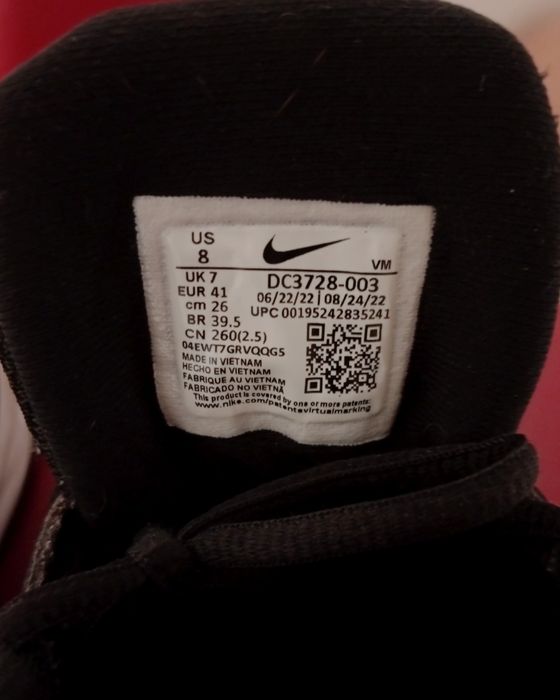 US
8
VM
UK 7
EUR 41
cm 26
BR 39.5
CN 260(2.5)
DC3728-003
06/22/22 | 08/24/22
UPC 00195242835241
04EWT7GRVQQG5
MADE IN VIETNAM
HECHO EN VIETNAM
FABRIQUÉ AU VIETNAM
FABRICADO NO VIETNÃ
This product is covered by one or more patents:
www.nike.com/patentsvirtualmarking